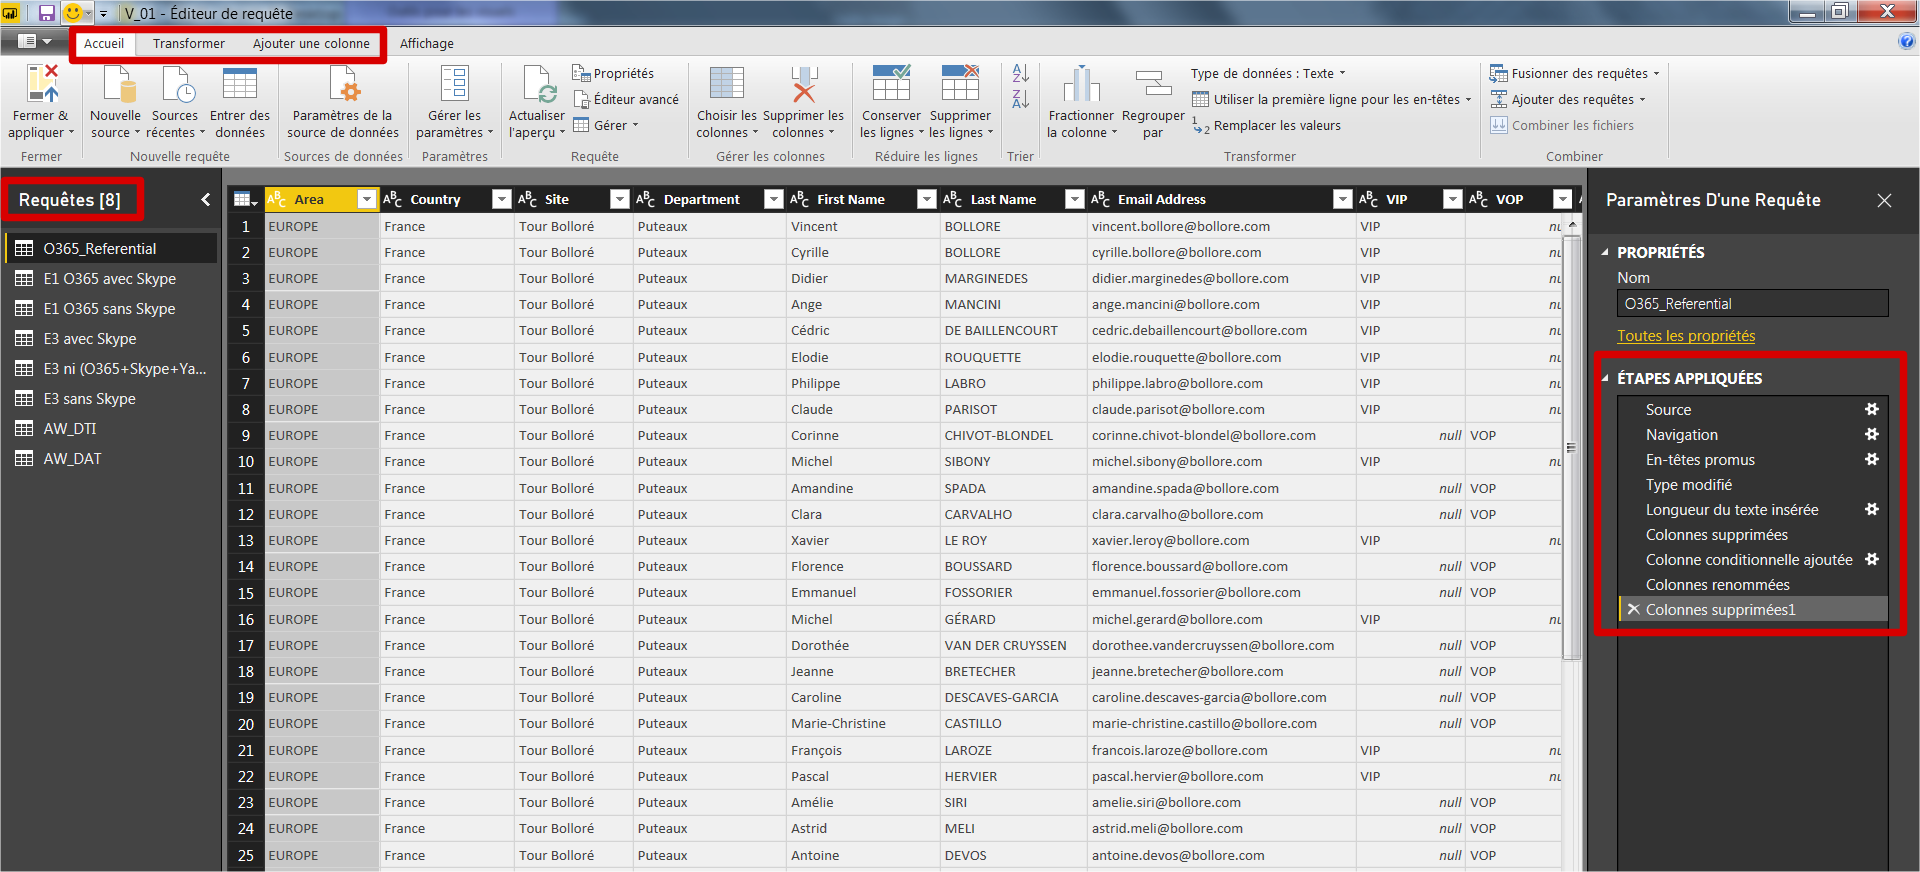 V_01 - Éditeur de requête
Accueil Transformer Ajouter une colonne Affichage
Fermer & appliquer
Nouvelle source
Sources récentes
Entrer des données
Paramètres de la source de données
Gérer les paramètres
Actualiser l'aperçu
Propriétés
Éditeur avancé
Gérer
Choisir les colonnes
Supprimer les colonnes
Conserver les lignes
Supprimer les lignes
Fractionner la colonne
Regrouper par
Type de données : Texte
Utiliser la première ligne pour les en-têtes
Remplacer les valeurs
Fusionner des requêtes
Ajouter des requêtes
Combiner les fichiers
Fermer Nouvelle requête Sources de données Paramètres Requête Gérer les colonnes Réduire les lignes Trier Transformer Combiner
Requêtes [8]
O365_Referential
E1 O365 avec Skype
E1 O365 sans Skype
E3 avec Skype
E3 ni (O365+Skype+Ya...
E3 sans Skype
AW_DTI
AW_DAT
Area Country Site Department First Name Last Name Email Address VIP VOP
1 EUROPE France Tour Bolloré Puteaux Vincent BOLLORE vincent.bollore@bollore.com VIP nu
2 EUROPE France Tour Bolloré Puteaux Cyrille BOLLORE cyrille.bollore@bollore.com VIP nu
3 EUROPE France Tour Bolloré Puteaux Didier MARGINEDES didier.marginedes@bollore.com VIP nu
4 EUROPE France Tour Bolloré Puteaux Ange MANCINI ange.mancini@bollore.com VIP nu
5 EUROPE France Tour Bolloré Puteaux Cédric DE BAILLENCOURT cedric.debaillencourt@bollore.com VIP nu
6 EUROPE France Tour Bolloré Puteaux Elodie ROUQUETTE elodie.rouquette@bollore.com VIP nu
7 EUROPE France Tour Bolloré Puteaux Philippe LABRO philippe.labro@bollore.com VIP nu
8 EUROPE France Tour Bolloré Puteaux Claude PARISOT claude.parisot@bollore.com VIP nu
9 EUROPE France Tour Bolloré Puteaux Corinne CHIVOT-BLONDEL corinne.chivot-blondel@bollore.com null VOP
10 EUROPE France Tour Bolloré Puteaux Michel SIBONY michel.sibony@bollore.com VIP nu
11 EUROPE France Tour Bolloré Puteaux Amandine SPADA amandine.spada@bollore.com null VOP
12 EUROPE France Tour Bolloré Puteaux Clara CARVALHO clara.carvalho@bollore.com null VOP
13 EUROPE France Tour Bolloré Puteaux Xavier LE ROY xavier.leroy@bollore.com VIP nu
14 EUROPE France Tour Bolloré Puteaux Florence BOUSSARD florence.boussard@bollore.com null VOP
15 EUROPE France Tour Bolloré Puteaux Emmanuel FOSSORIER emmanuel.fossorier@bollore.com null VOP
16 EUROPE France Tour Bolloré Puteaux Michel GÉRARD michel.gerard@bollore.com VIP nu
17 EUROPE France Tour Bolloré Puteaux Dorothée VAN DER CRUYSSEN dorothee.vandercruyssen@bollore.com null VOP
18 EUROPE France Tour Bolloré Puteaux Jeanne BRETECHER jeanne.bretecher@bollore.com null VOP
19 EUROPE France Tour Bolloré Puteaux Caroline DESCAVES-GARCIA caroline.descaves-garcia@bollore.com null VOP
20 EUROPE France Tour Bolloré Puteaux Marie-Christine CASTILLO marie-christine.castillo@bollore.com null VOP
21 EUROPE France Tour Bolloré Puteaux François LAROZE francois.laroze@bollore.com VIP nu
22 EUROPE France Tour Bolloré Puteaux Pascal HERVIER pascal.hervier@bollore.com VIP nu
23 EUROPE France Tour Bolloré Puteaux Amélie SIRI amelie.siri@bollore.com null VOP
24 EUROPE France Tour Bolloré Puteaux Astrid MELI astrid.meli@bollore.com null VOP
25 EUROPE France Tour Bolloré Puteaux Antoine DEVOS antoine.devos@bollore.com null VOP
Paramètres D'une Requête
PROPRIÉTÉS
Nom
O365_Referential
Toutes les propriétés
ÉTAPES APPLIQUÉES
Source
Navigation
En-têtes promus
Type modifié
Longueur du texte insérée
Colonnes supprimées
Colonne conditionnelle ajoutée
Colonnes renommées
Colonnes supprimées1